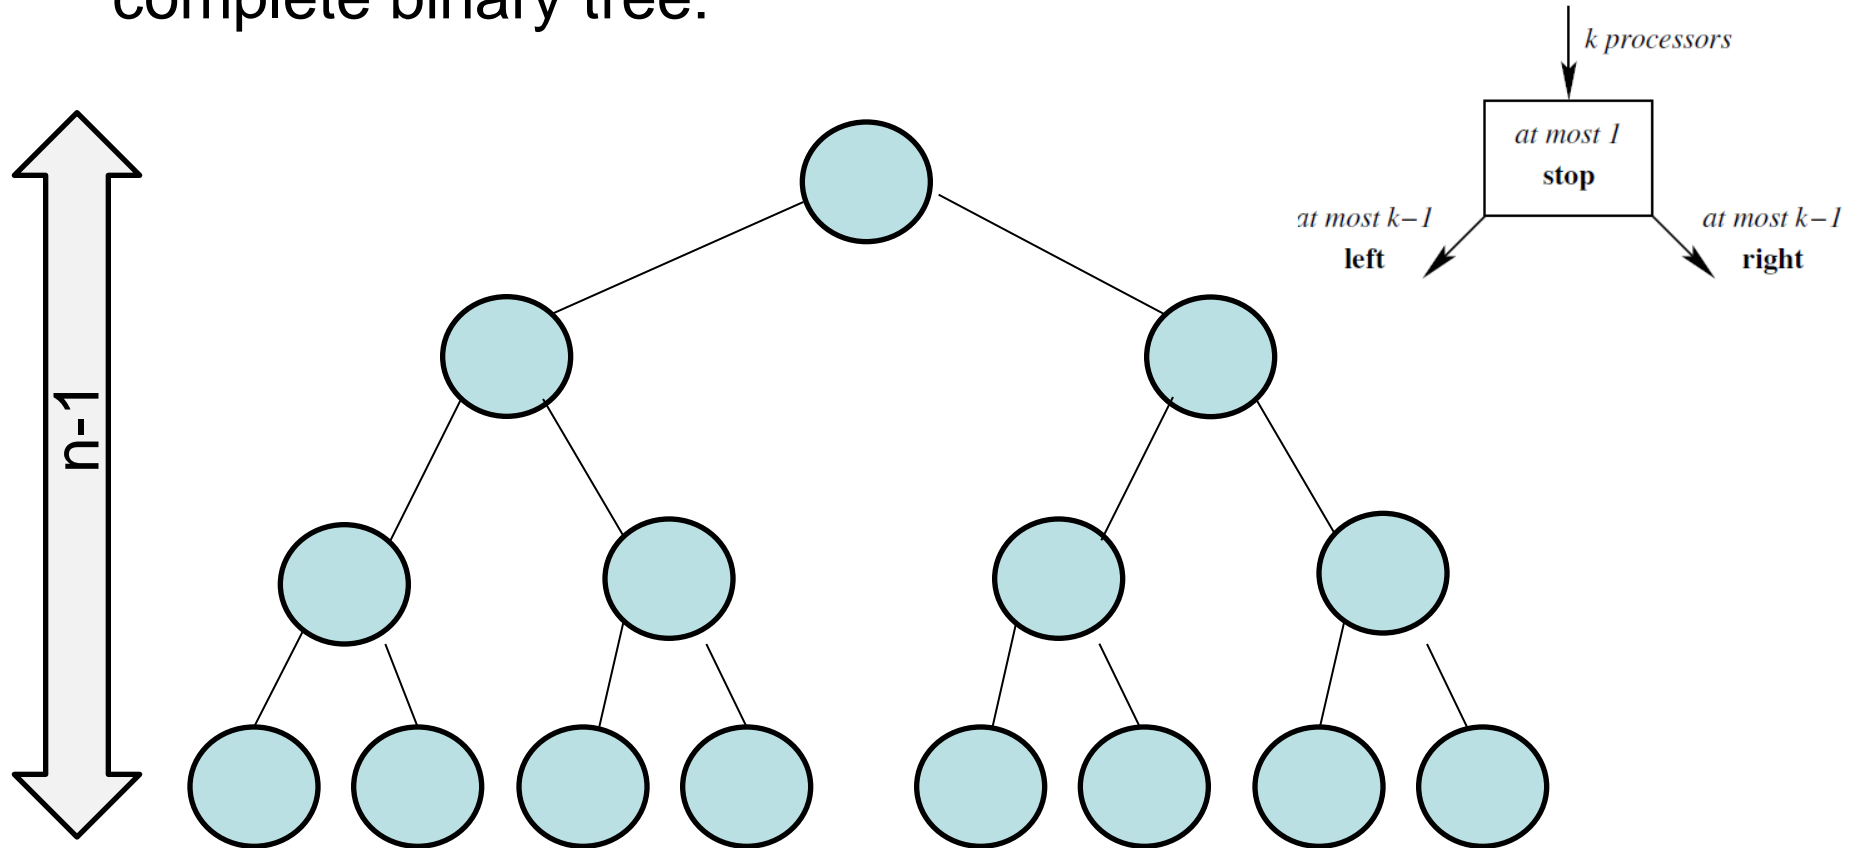 complete binary tree.
k processors
at most 1
stop
at most k−1
left
at most k−1
right
n-1